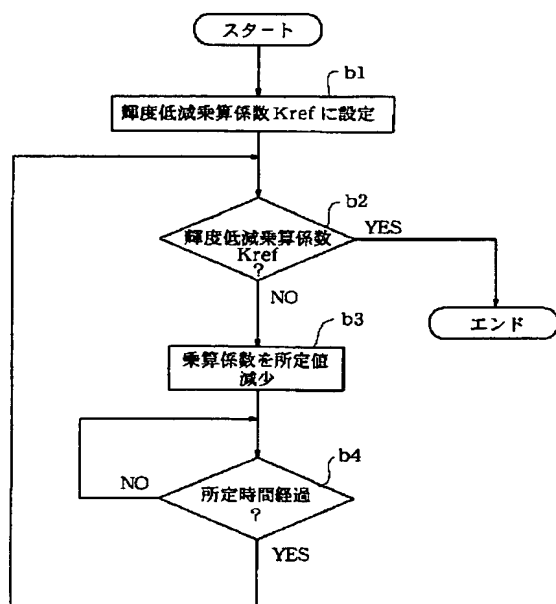 スタート
b1
輝度低減乗算係数 Kref に設定
b2
輝度低減乗算係数
Kref
?
YES
NO
エンド
b3
乗算係数を所定値
減少
b4
NO
所定時間経過
?
YES